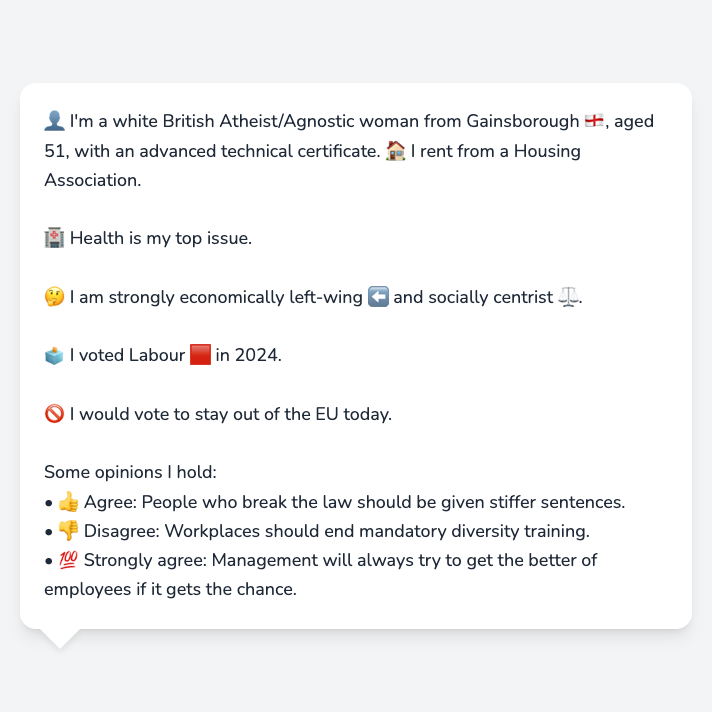 👤 I'm a white British Atheist/Agnostic woman from Gainsborough 🏴󠁧󠁢󠁥󠁮󠁧󠁿, aged
51, with an advanced technical certificate. 🏠 I rent from a Housing
Association.
🏥 Health is my top issue.
🤔 I am strongly economically left-wing ⬅️ and socially centrist ⚖️.
🗳️ I voted Labour 🟥 in 2024.
🚫 I would vote to stay out of the EU today.
Some opinions I hold:
• 👍 Agree: People who break the law should be given stiffer sentences.
• 👎 Disagree: Workplaces should end mandatory diversity training.
• 💯 Strongly agree: Management will always try to get the better of
employees if it gets the chance.